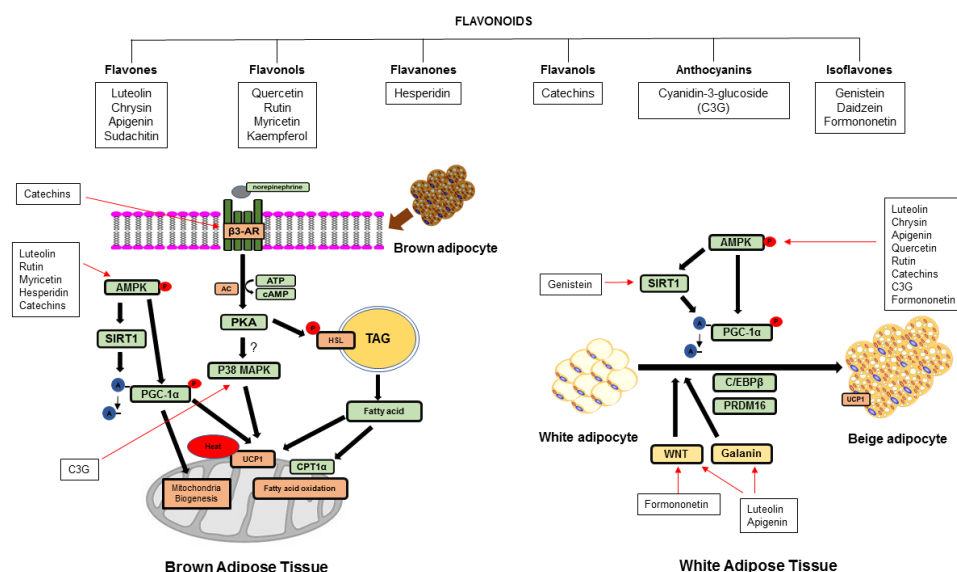 FLAVONOIDS
Flavones
Flavonols
Flavanones
Flavanols
Anthocyanins
Isoflavones
Luteolin
Chrysin
Apigenin
Sudachitin
Quercetin
Rutin
Myricetin
Kaempferol
Hesperidin
Catechins
Cyanidin-3-glucoside
(C3G)
Genistein
Daidzein
Formononetin
Catechins
norepinephrine
β3-AR
Brown adipocyte
Luteolin
Rutin
Myricetin
Hesperidin
Catechins
AMPK
P
SIRT1
A
A
PGC-1α
P
AC
ATP
cAMP
PKA
?
P
HSL
TAG
P38 MAPK
Fatty acid
C3G
Heat
UCP1
CPT1α
Mitochondria
Biogenesis
Fatty acid oxidation
Brown Adipose Tissue
Luteolin
Chrysin
Apigenin
Quercetin
Rutin
Catechins
C3G
Formononetin
AMPK
P
Genistein
SIRT1
A
A
PGC-1α
P
C/EBPβ
PRDM16
UCP1
White adipocyte
Beige adipocyte
WNT
Galanin
Formononetin
Luteolin
Apigenin
White Adipose Tissue